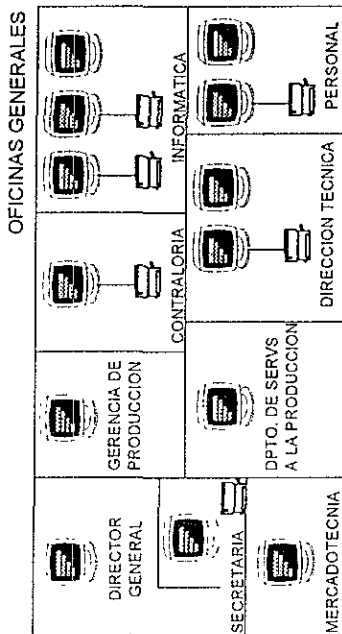 OFICINAS GENERALES
DIRECTOR
GENERAL
GERENCIA DE
PRODUCCION
CONTRALORIA
INFORMATICA
SECRETARIA
MERCADOTECNIA
DPTO. DE SERVS
A LA PRODUCCION
DIRECCION TECNICA
PERSONAL